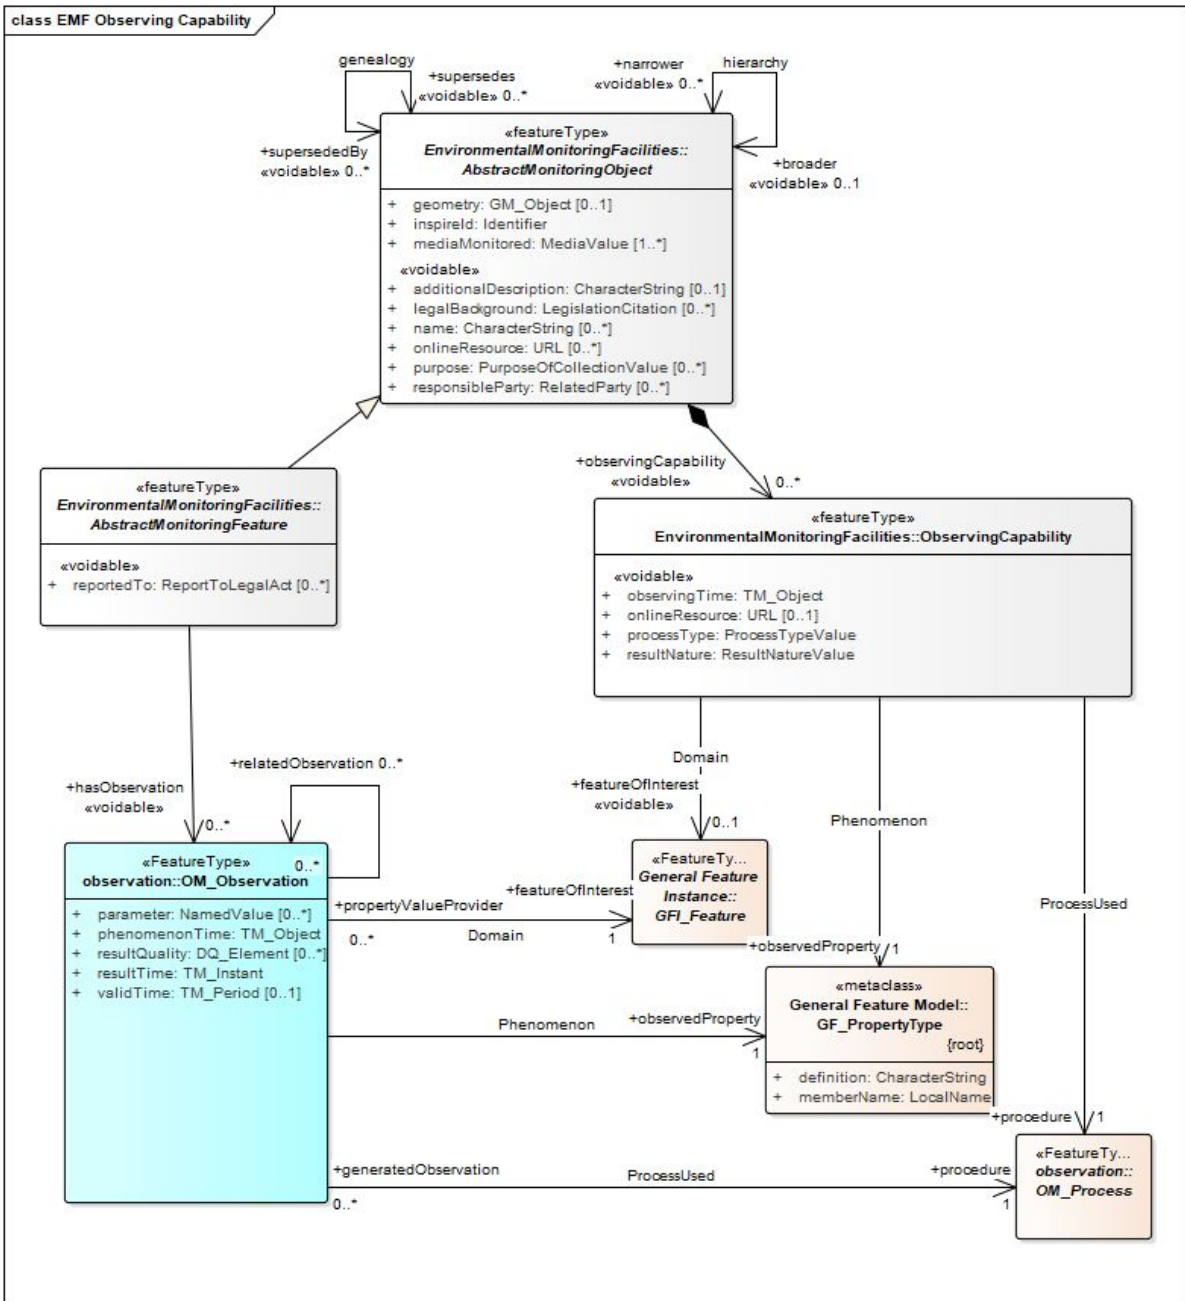 class EMF Observing Capability
genealogy
+supersedes
«voidable» 0..*
+narrower
«voidable» 0..*
hierarchy
+supersededBy
«voidable» 0..*
+broader
«voidable» 0..1
«featureType»
EnvironmentalMonitoringFacilities::
AbstractMonitoringObject
+ geometry: GM_Object [0..1]
+ inspireId: Identifier
+ mediaMonitored: MediaValue [1..*]
«voidable»
+ additionalDescription: CharacterString [0..1]
+ legalBackground: LegislationCitation [0..*]
+ name: CharacterString [0..*]
+ onlineResource: URL [0..*]
+ purpose: PurposeOfCollectionValue [0..*]
+ responsibleParty: RelatedParty [0..*]
+observingCapability
«voidable»
0..*
«featureType»
EnvironmentalMonitoringFacilities::
AbstractMonitoringFeature
«voidable»
+ reportedTo: ReportToLegalAct [0..*]
«featureType»
EnvironmentalMonitoringFacilities::ObservingCapability
«voidable»
+ observingTime: TM_Object
+ onlineResource: URL [0..1]
+ processType: ProcessTypeValue
+ resultNature: ResultNatureValue
+hasObservation
«voidable»
0..*
+relatedObservation 0..*
0..*
Domain
+featureOfInterest
«voidable»
0..1
Phenomenon
+observedProperty
1
ProcessUsed
+procedure
1
«FeatureType»
observation::OM_Observation
+ parameter: NamedValue [0..*]
+ phenomenonTime: TM_Object
+ resultQuality: DQ_Element [0..*]
+ resultTime: TM_Instant
+ validTime: TM_Period [0..1]
+propertyValueProvider
0..*
Domain
+featureOfInterest
1
«FeatureTy...
General Feature
Instance::
GFI_Feature
Phenomenon
+observedProperty
1
«metaclass»
General Feature Model::
GF_PropertyType
{root}
+ definition: CharacterString
+ memberName: LocalName
+generatedObservation
0..*
ProcessUsed
+procedure
1
«FeatureTy...
observation::
OM_Process